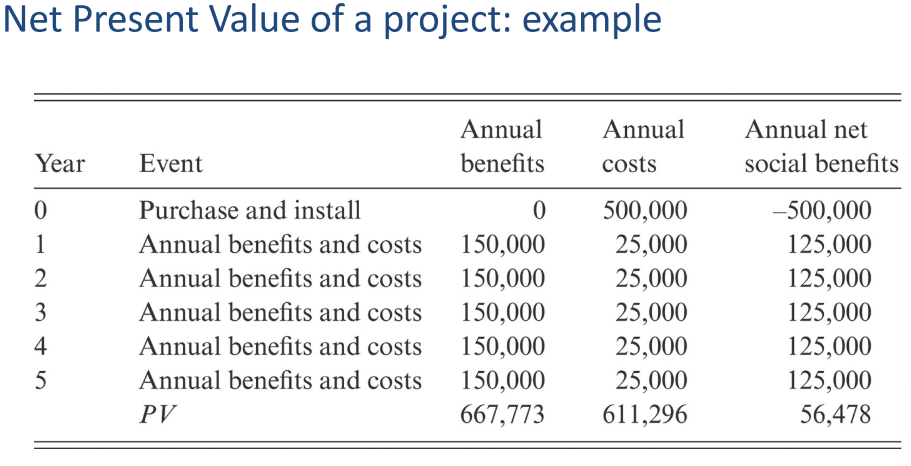 Net Present Value of a project: example
Annual Annual Annual net
Year Event benefits costs social benefits
0 Purchase and install 0 500,000 –500,000
1 Annual benefits and costs 150,000 25,000 125,000
2 Annual benefits and costs 150,000 25,000 125,000
3 Annual benefits and costs 150,000 25,000 125,000
4 Annual benefits and costs 150,000 25,000 125,000
5 Annual benefits and costs 150,000 25,000 125,000
PV 667,773 611,296 56,478